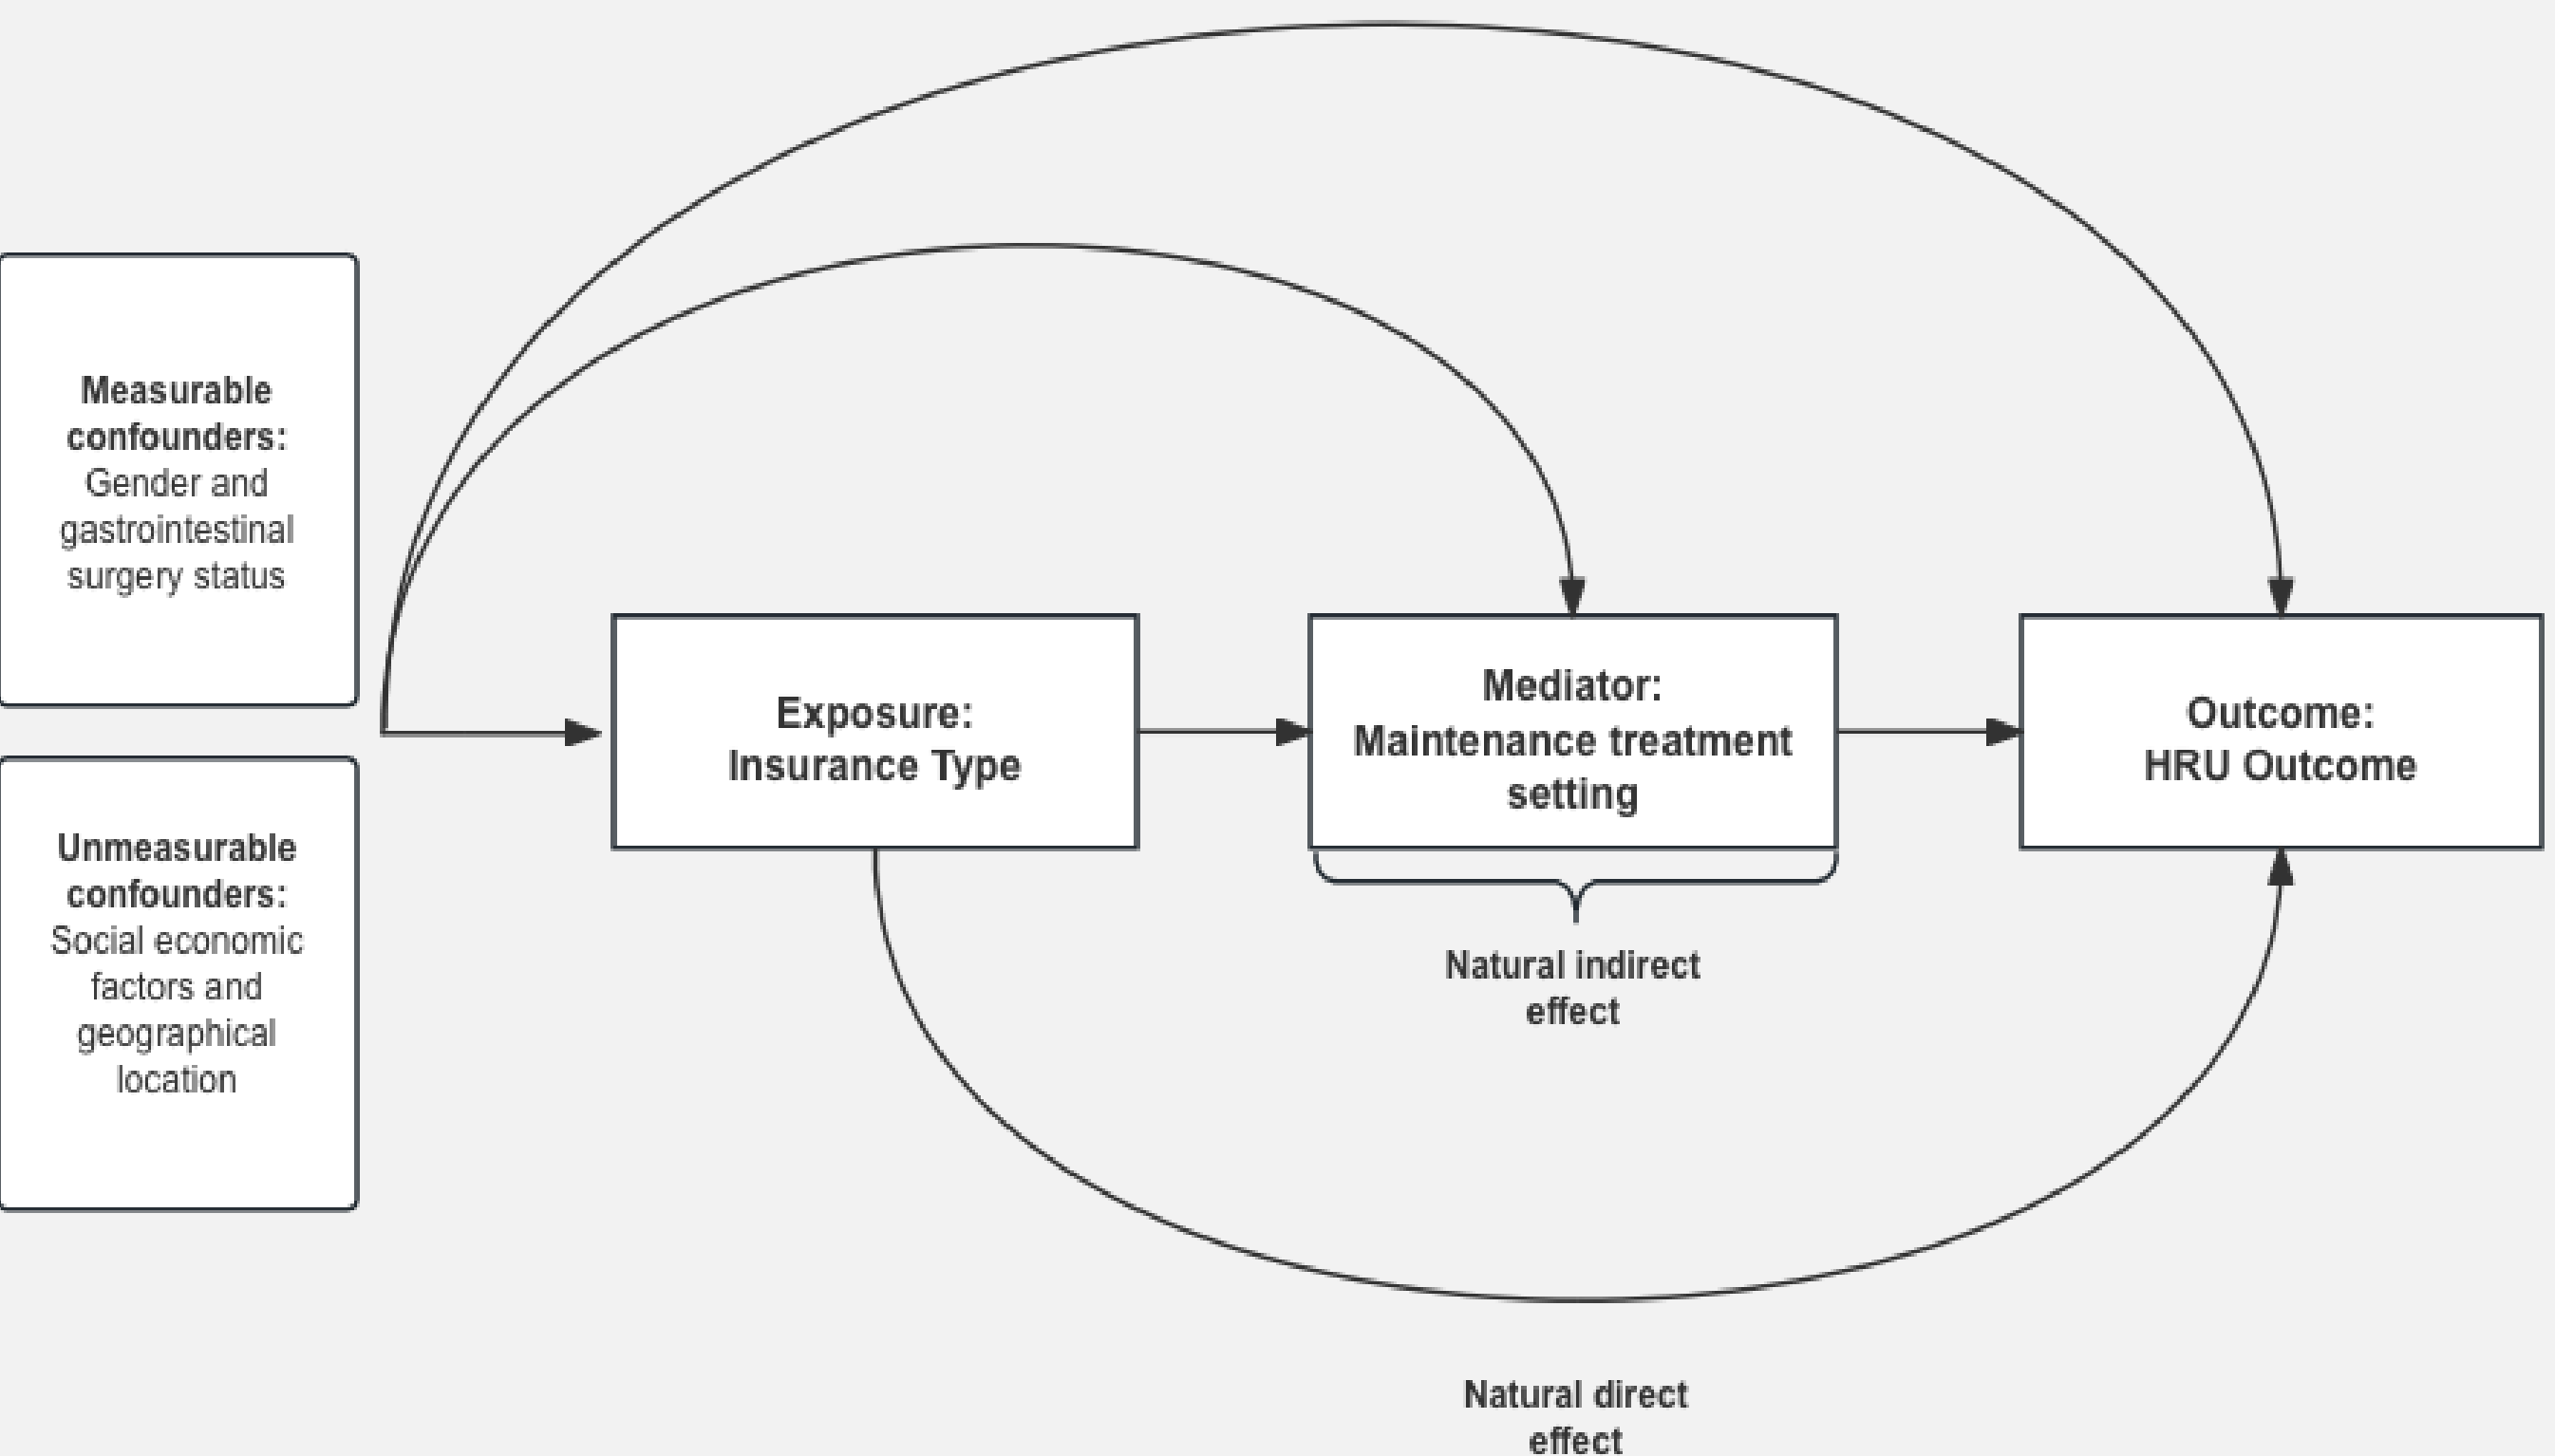 Measurable
confounders:
Gender and
gastrointestinal
surgery status
Unmeasurable
confounders:
Social economic
factors and
geographical
location
Exposure:
Insurance Type
Mediator:
Maintenance treatment
setting
Outcome:
HRU Outcome
Natural indirect
effect
Natural direct
effect